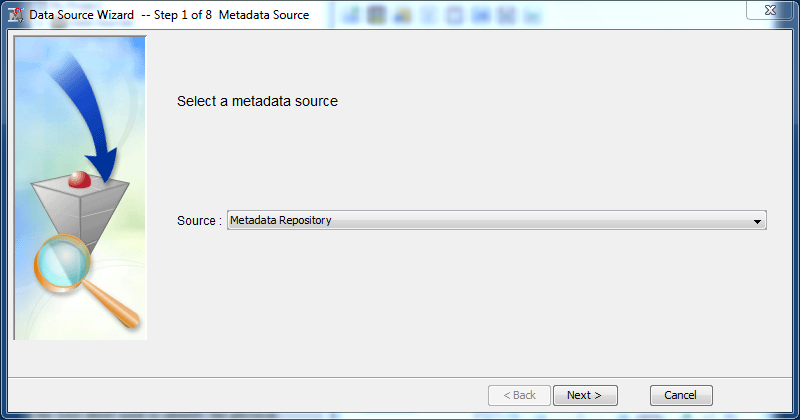 Data Source Wizard -- Step 1 of 8 Metadata Source
Select a metadata source
Source : Metadata Repository
< Back Next > Cancel